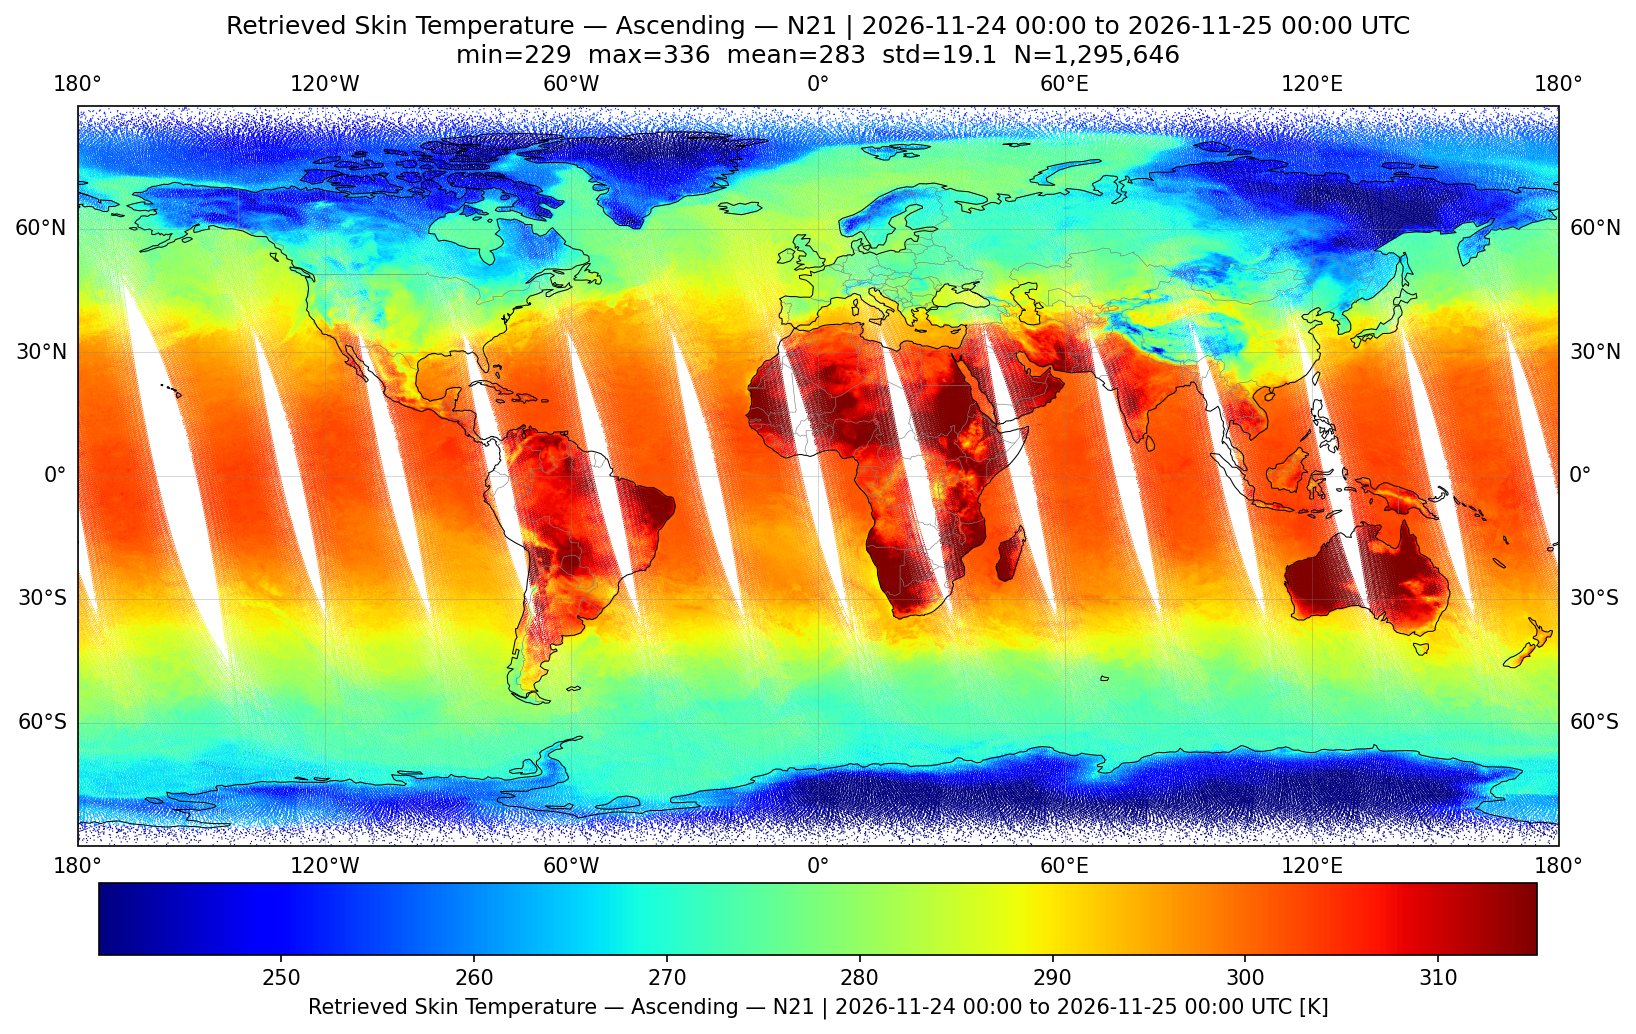 Retrieved Skin Temperature — Ascending — N21 | 2026-11-24 00:00 to 2026-11-25 00:00 UTC
min=229 max=336 mean=283 std=19.1 N=1,295,646
180° 120°W 60°W 0° 60°E 120°E 180°
60°N 60°N
30°N 30°N
0° 0°
30°S 30°S
60°S 60°S
180° 120°W 60°W 0° 60°E 120°E 180°
250 260 270 280 290 300 310
Retrieved Skin Temperature — Ascending — N21 | 2026-11-24 00:00 to 2026-11-25 00:00 UTC [K]